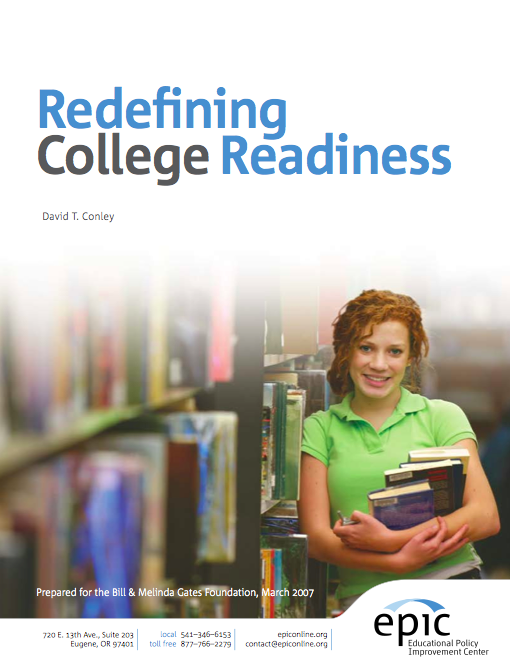 Redefining
College Readiness
David T. Conley
Prepared for the Bill & Melinda Gates Foundation, March 2007
720 E. 13th Ave., Suite 203
Eugene, OR 97401
local 541–346–6153
toll free 877–766–2279
epiconline.org
contact@epiconline.org
epic
Educational Policy
Improvement Center